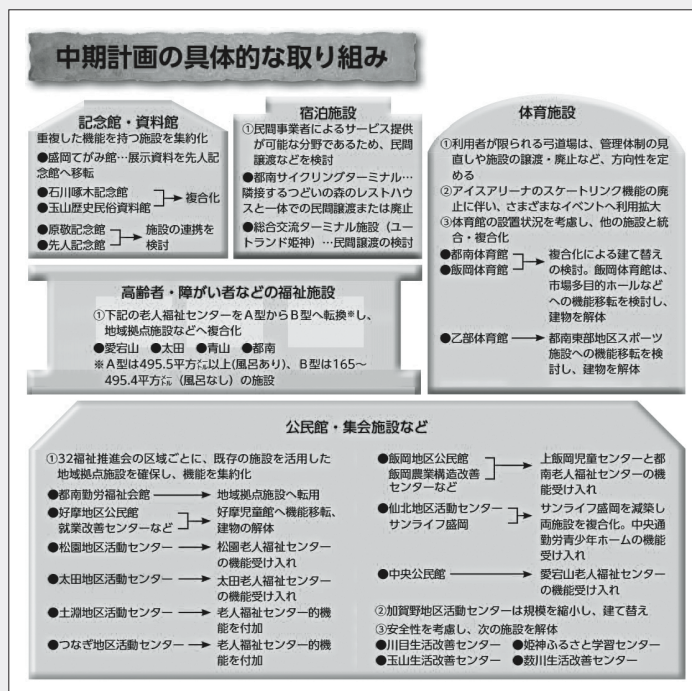 中期計画の具体的な取り組み
記念館・資料館
重複した機能を持つ施設を集約化
●盛岡てがみ館…展示資料を先人記
念館へ移転
●石川啄木記念館
●玉山歴史民俗資料館
複合化
●原敬記念館
●先人記念館
施設の連携を
検討
宿泊施設
①民間事業者によるサービス提供
が可能な分野であるため、民間
譲渡などを検討
●都南サイクリングターミナル…
隣接するつどいの森のレストハウ
スと一体での民間譲渡または廃止
●総合交流ターミナル施設（ユー
トランド姫神）…民間譲渡の検討
体育施設
①利用者が限られる弓道場は、管理体制の見
直しや施設の譲渡・廃止など、方向性を定
める
②アイスアリーナのスケートリンク機能の廃
止に伴い、さまざまなイベントへ利用拡大
③体育館の設置状況を考慮し、他の施設と統
合・複合化
●都南体育館
●飯岡体育館
複合化による建て替え
の検討。飯岡体育館は、
市場多目的ホールなど
への機能移転を検討し、
建物を解体
●乙部体育館
都南東部地区スポーツ
施設への機能移転を検
討し、建物を解体
高齢者・障がい者などの福祉施設
①下記の老人福祉センターをA型からB型へ転換※し、
地域拠点施設などへ複合化
●愛宕山 ●太田 ●青山 ●都南
※A型は495.5平方㍍以上(風呂あり)、B型は165～
495.4平方㍍（風呂なし）の施設
公民館・集会施設など
①32福祉推進会の区域ごとに、既存の施設を活用した
地域拠点施設を確保し、機能を集約化
●都南勤労福祉会館
地域拠点施設へ転用
●好摩地区公民館
就業改善センターなど
好摩児童館へ機能移転、
建物の解体
●松園地区活動センター
松園老人福祉センター
の機能受け入れ
●太田地区活動センター
太田老人福祉センター
の機能受け入れ
●土淵地区活動センター
老人福祉センター的機
能を付加
●つなぎ地区活動センター
老人福祉センター的機
能を付加
●飯岡地区公民館
飯岡農業構造改善
センターなど
上飯岡児童センターと都
南老人福祉センターの機
能受け入れ
●仙北地区活動センター
サンライフ盛岡
サンライフ盛岡を減築し
両施設を複合化。中央通
勤労青少年ホームの機能
受け入れ
●中央公民館
愛宕山老人福祉センター
の機能受け入れ
②加賀野地区活動センターは規模を縮小し、建て替え
③安全性を考慮し、次の施設を解体
●川目生活改善センター ●姫神ふるさと学習センター
●玉山生活改善センター ●薮川生活改善センター